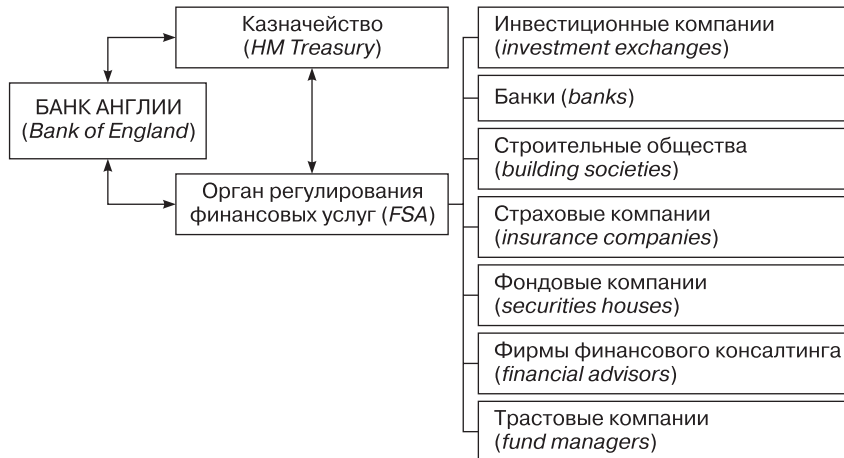 Казначейство
(HM Treasury)
БАНК АНГЛИИ
(Bank of England)
Орган регулирования
финансовых услуг (FSA)
Инвестиционные компании
(investment exchanges)
Банки (banks)
Строительные общества
(building societies)
Страховые компании
(insurance companies)
Фондовые компании
(securities houses)
Фирмы финансового консалтинга
(financial advisors)
Трастовые компании
(fund managers)